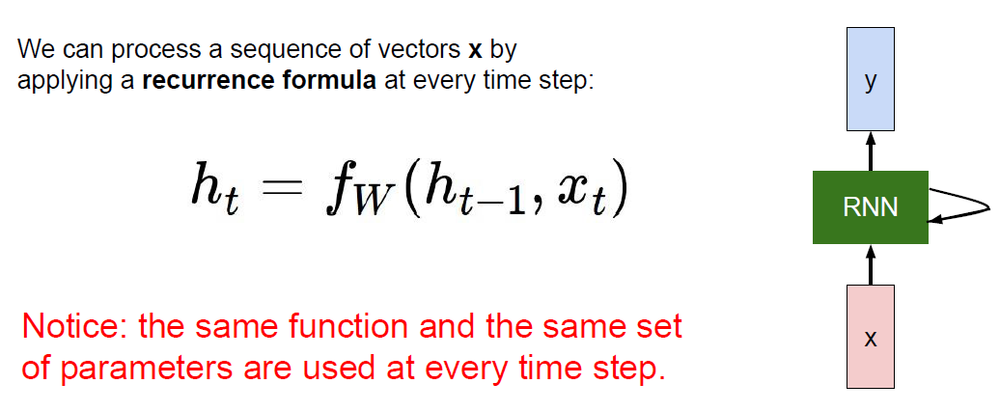 We can process a sequence of vectors x by
applying a recurrence formula at every time step:
h_t = f_W(h_{t-1}, x_t)
Notice: the same function and the same set
of parameters are used at every time step.
y
RNN
x